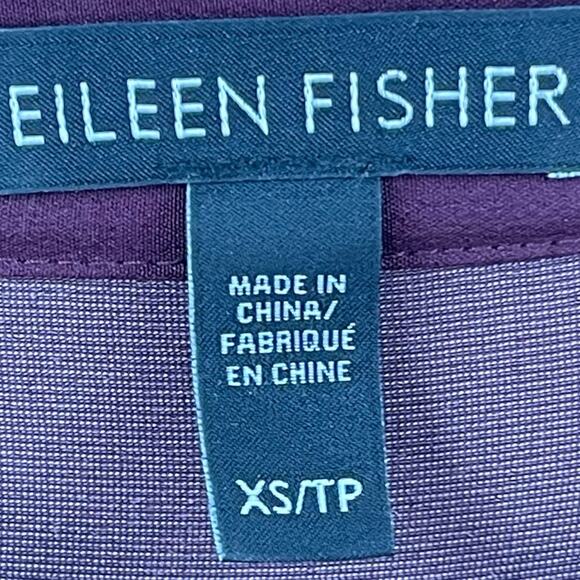 EILEEN FISHER
MADE IN
CHINA/
FABRIQUÉ
EN CHINE
XS/TP